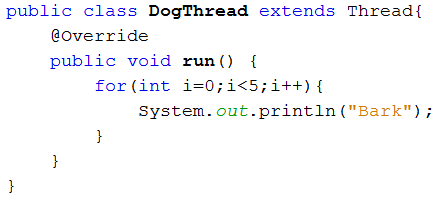 public class DogThread extends Thread{
    @Override
    public void run() {
        for(int i=0;i<5;i++){
            System.out.println("Bark");
        }
    }
}